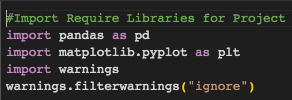 #Import Require Libraries for Project
import pandas as pd
import matplotlib.pyplot as plt
import warnings
warnings.filterwarnings("ignore")